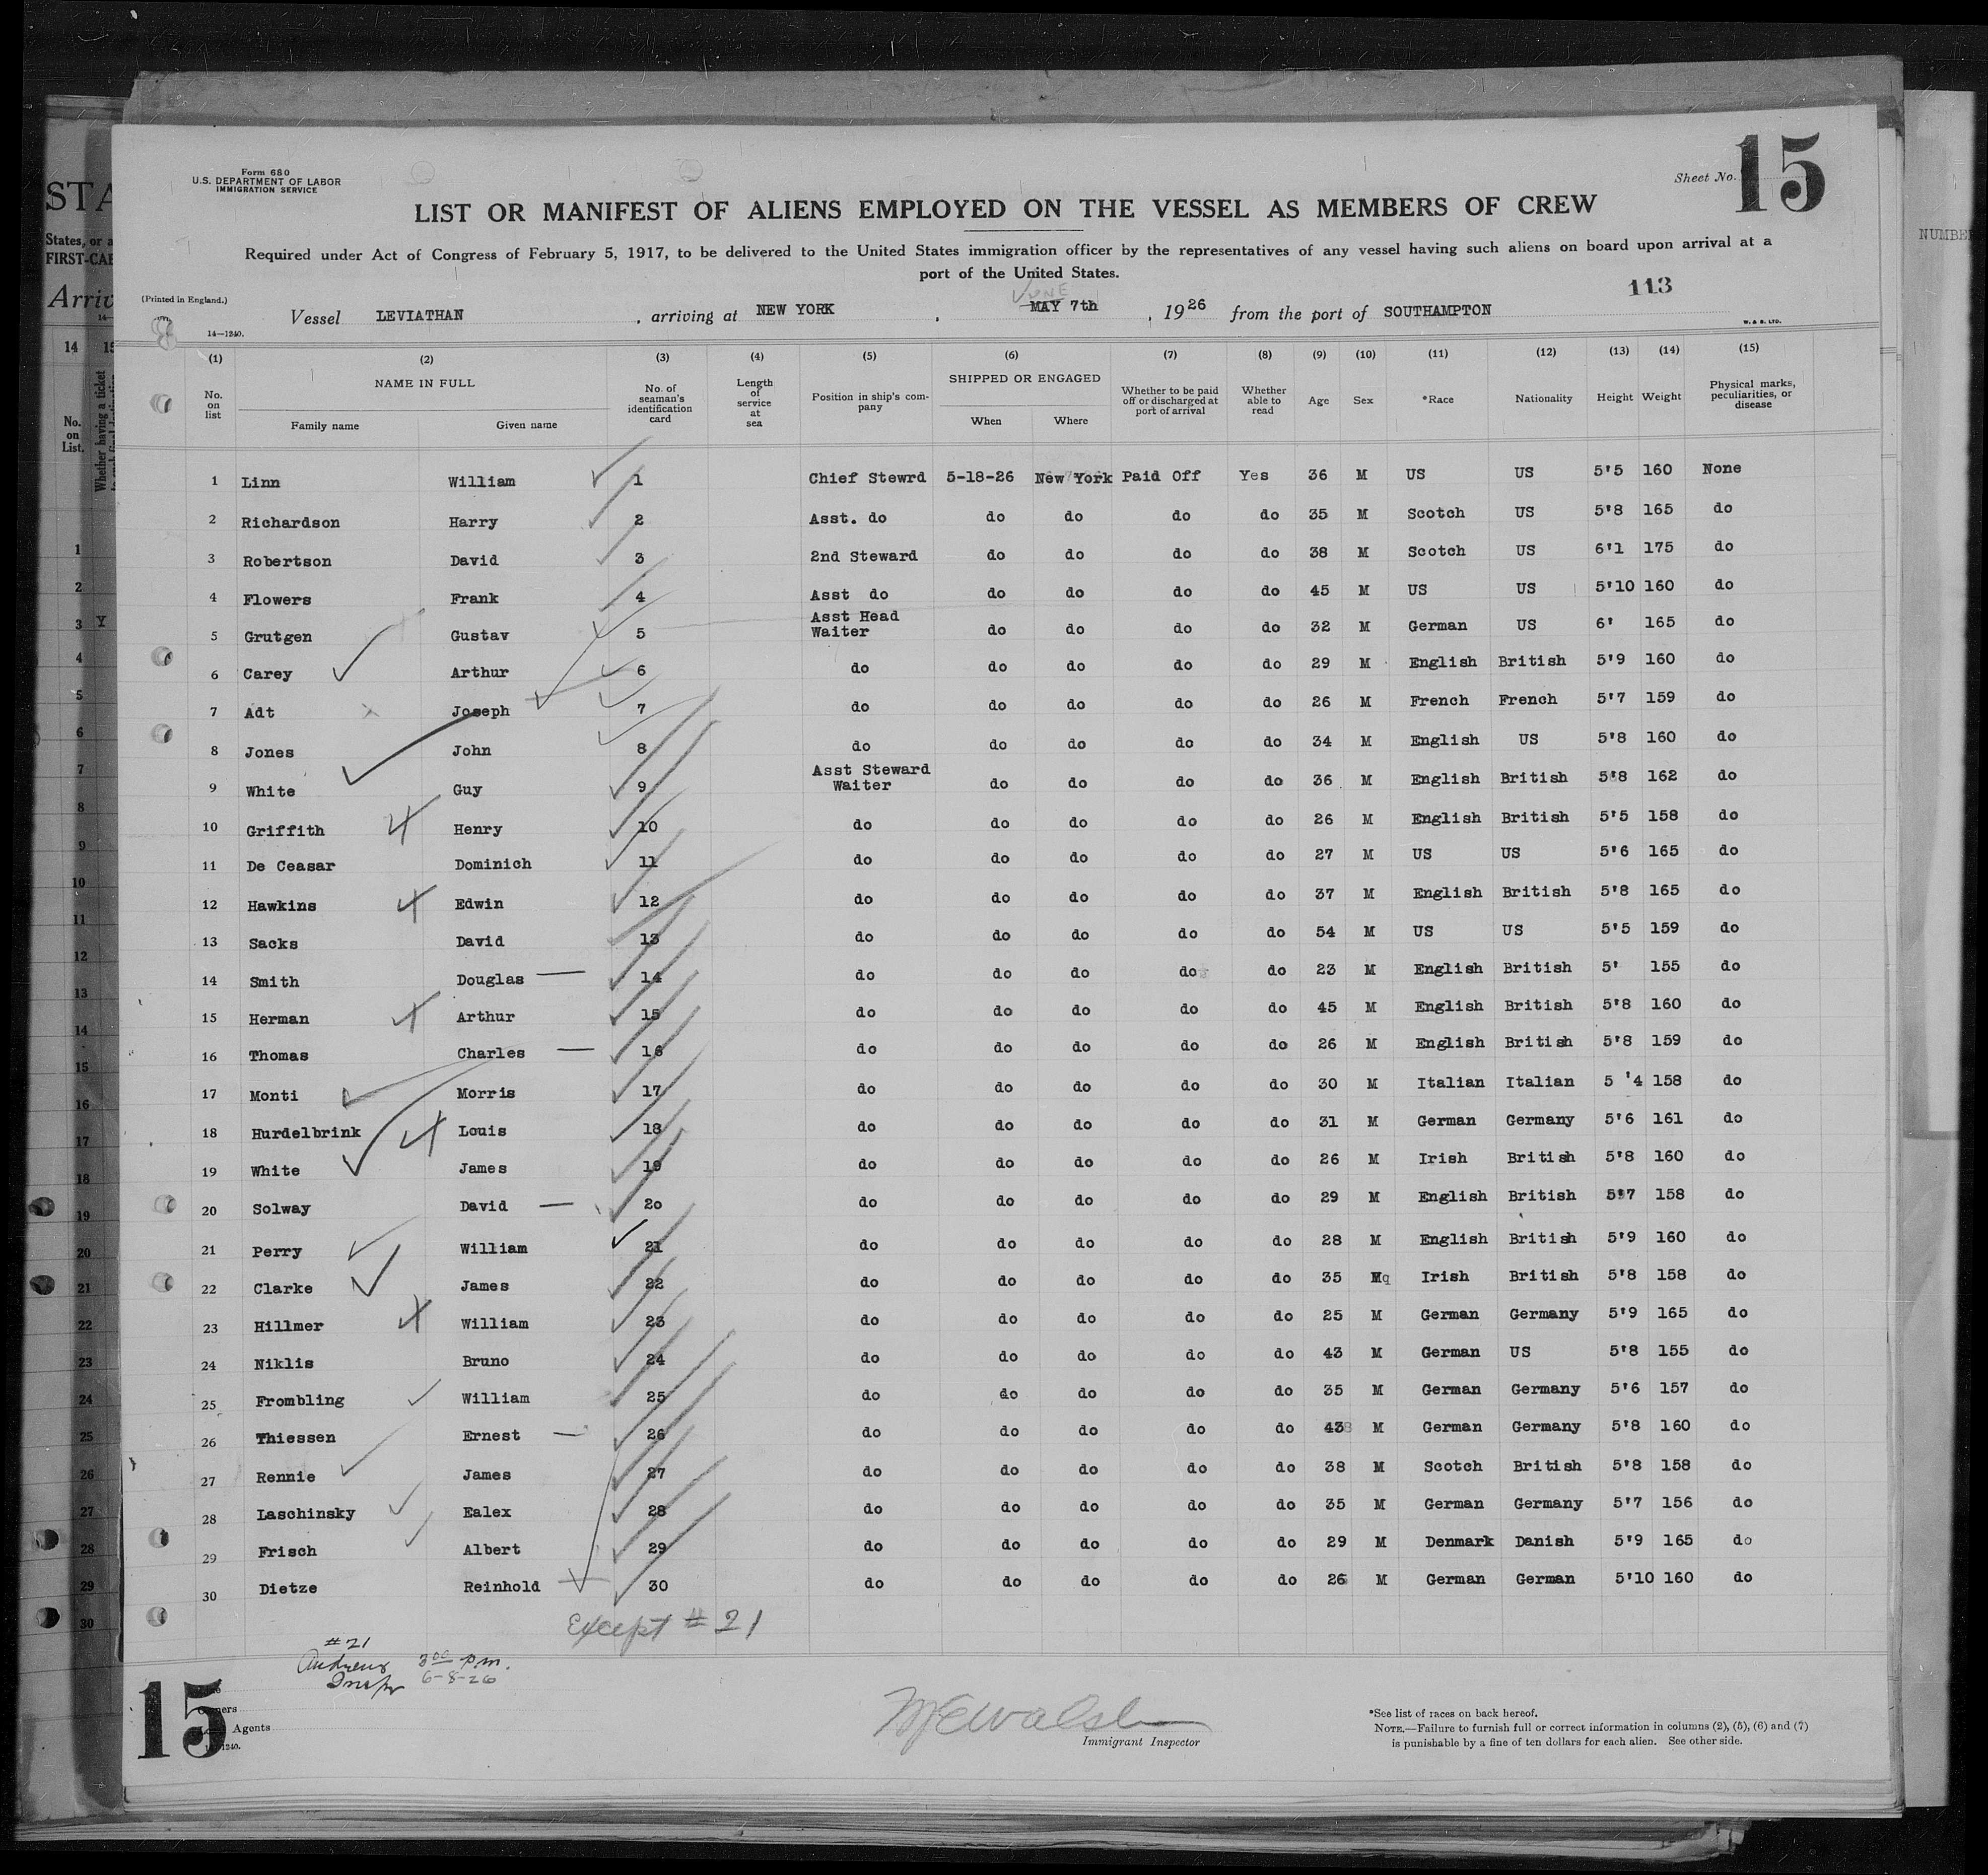 Form 680
U.S. DEPARTMENT OF LABOR
IMMIGRATION SERVICE
Sheet No. 15
LIST OR MANIFEST OF ALIENS EMPLOYED ON THE VESSEL AS MEMBERS OF CREW
Required under Act of Congress of February 5, 1917, to be delivered to the United States immigration officer by the representatives of any vessel having such aliens on board upon arrival at a
port of the United States.
113
(Printed in England.)
JUNE
Vessel LEVIATHAN , arriving at NEW YORK , MAY 7th , 1926 from the port of SOUTHAMPTON
14—1240.
W. & S. LTD.
(1) (2) (3) (4) (5) (6) (7) (8) (9) (10) (11) (12) (13) (14) (15)
No. on list NAME IN FULL Family name Given name No. of seaman's identification card Length of service at sea Position in ship's company SHIPPED OR ENGAGED When Where Whether to be paid off or discharged at port of arrival Whether able to read Age Sex *Race Nationality Height Weight Physical marks, peculiarities, or disease
1 Linn William 1 Chief Stewrd 5-18-26 New York Paid Off Yes 36 M US US 5'5 160 None
2 Richardson Harry 2 Asst. do do do do do 35 M Scotch US 5'8 165 do
3 Robertson David 3 2nd Steward do do do do 38 M Scotch US 6'1 175 do
4 Flowers Frank 4 Asst do do do do do 45 M US US 5'10 160 do
5 Grutgen Gustav 5 Asst Head Waiter do do do do 32 M German US 6' 165 do
6 Carey Arthur 6 do do do do do 29 M English British 5'9 160 do
7 Adt Joseph 7 do do do do do 26 M French French 5'7 159 do
8 Jones John 8 do do do do do 34 M English US 5'8 160 do
9 White Guy 9 Asst Steward Waiter do do do do 36 M English British 5'8 162 do
10 Griffith Henry 10 do do do do do 26 M English British 5'5 158 do
11 De Ceasar Dominich 11 do do do do do 27 M US US 5'6 165 do
12 Hawkins Edwin 12 do do do do do 37 M English British 5'8 165 do
13 Sacks David 13 do do do do do 54 M US US 5'5 159 do
14 Smith Douglas 14 do do do do do 23 M English British 5' 155 do
15 Herman Arthur 15 do do do do do 45 M English British 5'8 160 do
16 Thomas Charles 16 do do do do do 26 M English British 5'8 159 do
17 Monti Morris 17 do do do do do 30 M Italian Italian 5 '4 158 do
18 Hurdelbrink Louis 18 do do do do do 31 M German Germany 5'6 161 do
19 White James 19 do do do do do 26 M Irish British 5'8 160 do
20 Solway David 20 do do do do do 29 M English British 5'7 158 do
21 Perry William 21 do do do do do 28 M English British 5'9 160 do
22 Clarke James 22 do do do do do 35 M Irish British 5'8 158 do
23 Hillmer William 23 do do do do do 25 M German Germany 5'9 165 do
24 Niklis Bruno 24 do do do do do 43 M German US 5'8 155 do
25 Frombling William 25 do do do do do 35 M German Germany 5'6 157 do
26 Thiessen Ernest 26 do do do do do 43 M German Germany 5'8 160 do
27 Rennie James 27 do do do do do 38 M Scotch British 5'8 158 do
28 Laschinsky Ealex 28 do do do do do 35 M German Germany 5'7 156 do
29 Frisch Albert 29 do do do do do 29 M Denmark Danish 5'9 165 do
30 Dietze Reinhold 30 do do do do do 26 M German German 5'10 160 do
Except # 21
#21
Andrews 3 00 p.m.
Inspr 6-8-26
15
Agents
1240.
Immigrant Inspector
*See list of races on back hereof.
NOTE.—Failure to furnish full or correct information in columns (2), (5), (6) and (7)
is punishable by a fine of ten dollars for each alien. See other side.
STA
States, or a
FIRST-CAB
Arriv
14 15
No. on List.
Whether having a ticket
NUMBE